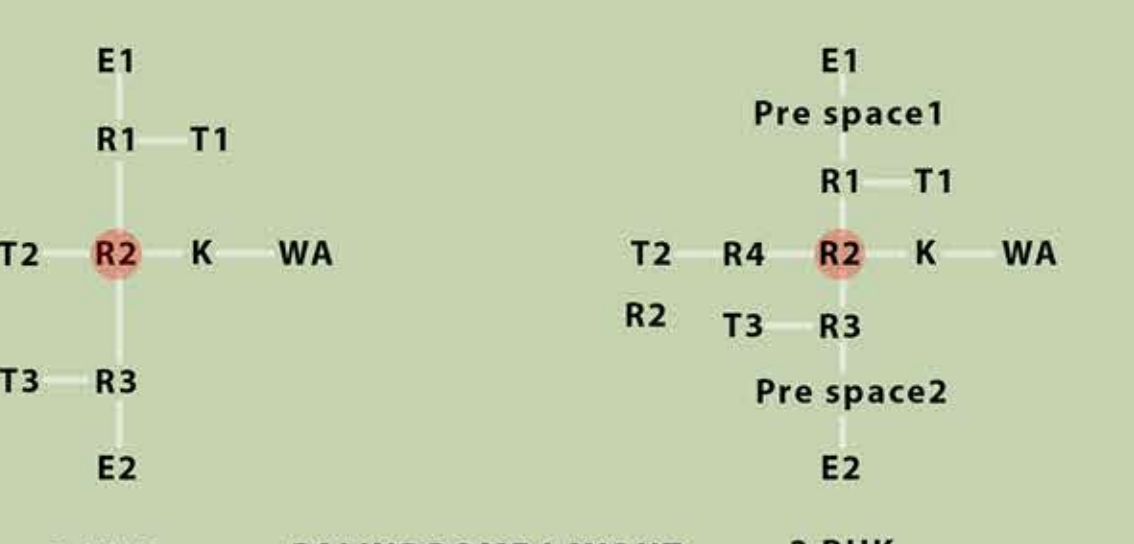 E1
R1 T1
T2 R2 K WA
T3 R3
E2
E1
Pre space1
R1 T1
T2 R4 R2 K WA
R2
T3 R3
Pre space2
E2